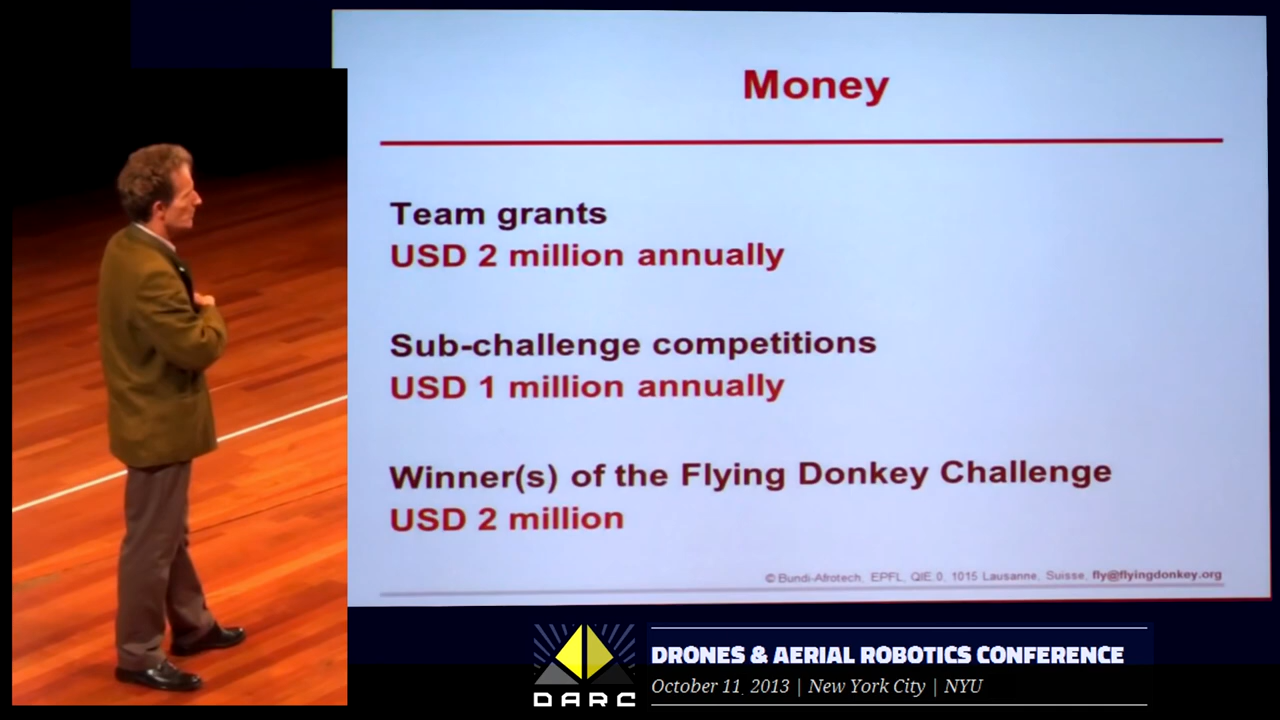 Money
Team grants
USD 2 million annually
Sub-challenge competitions
USD 1 million annually
Winner(s) of the Flying Donkey Challenge
USD 2 million
© Bundi-Afrotech, EPFL, QIE.0, 1015 Lausanne, Suisse, fly@flyingdonkey.org
DARC
DRONES & AERIAL ROBOTICS CONFERENCE
October 11, 2013 | New York City | NYU